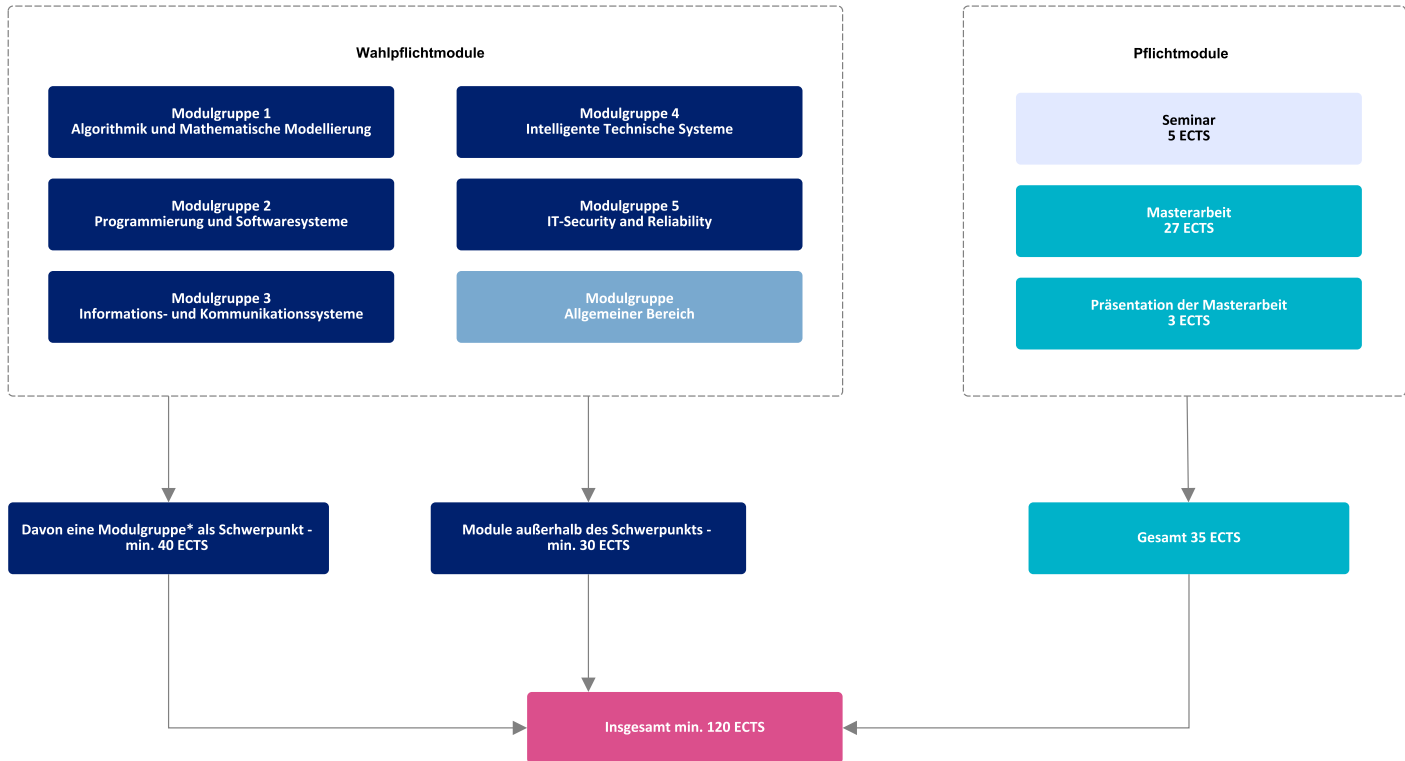 Wahlpflichtmodule
Modulgruppe 1
Algorithmik und Mathematische Modellierung
Modulgruppe 4
Intelligente Technische Systeme
Modulgruppe 2
Programmierung und Softwaresysteme
Modulgruppe 5
IT-Security and Reliability
Modulgruppe 3
Informations- und Kommunikationssysteme
Modulgruppe
Allgemeiner Bereich
Pflichtmodule
Seminar
5 ECTS
Masterarbeit
27 ECTS
Präsentation der Masterarbeit
3 ECTS
Davon eine Modulgruppe* als Schwerpunkt -
min. 40 ECTS
Module außerhalb des Schwerpunkts -
min. 30 ECTS
Gesamt 35 ECTS
Insgesamt min. 120 ECTS